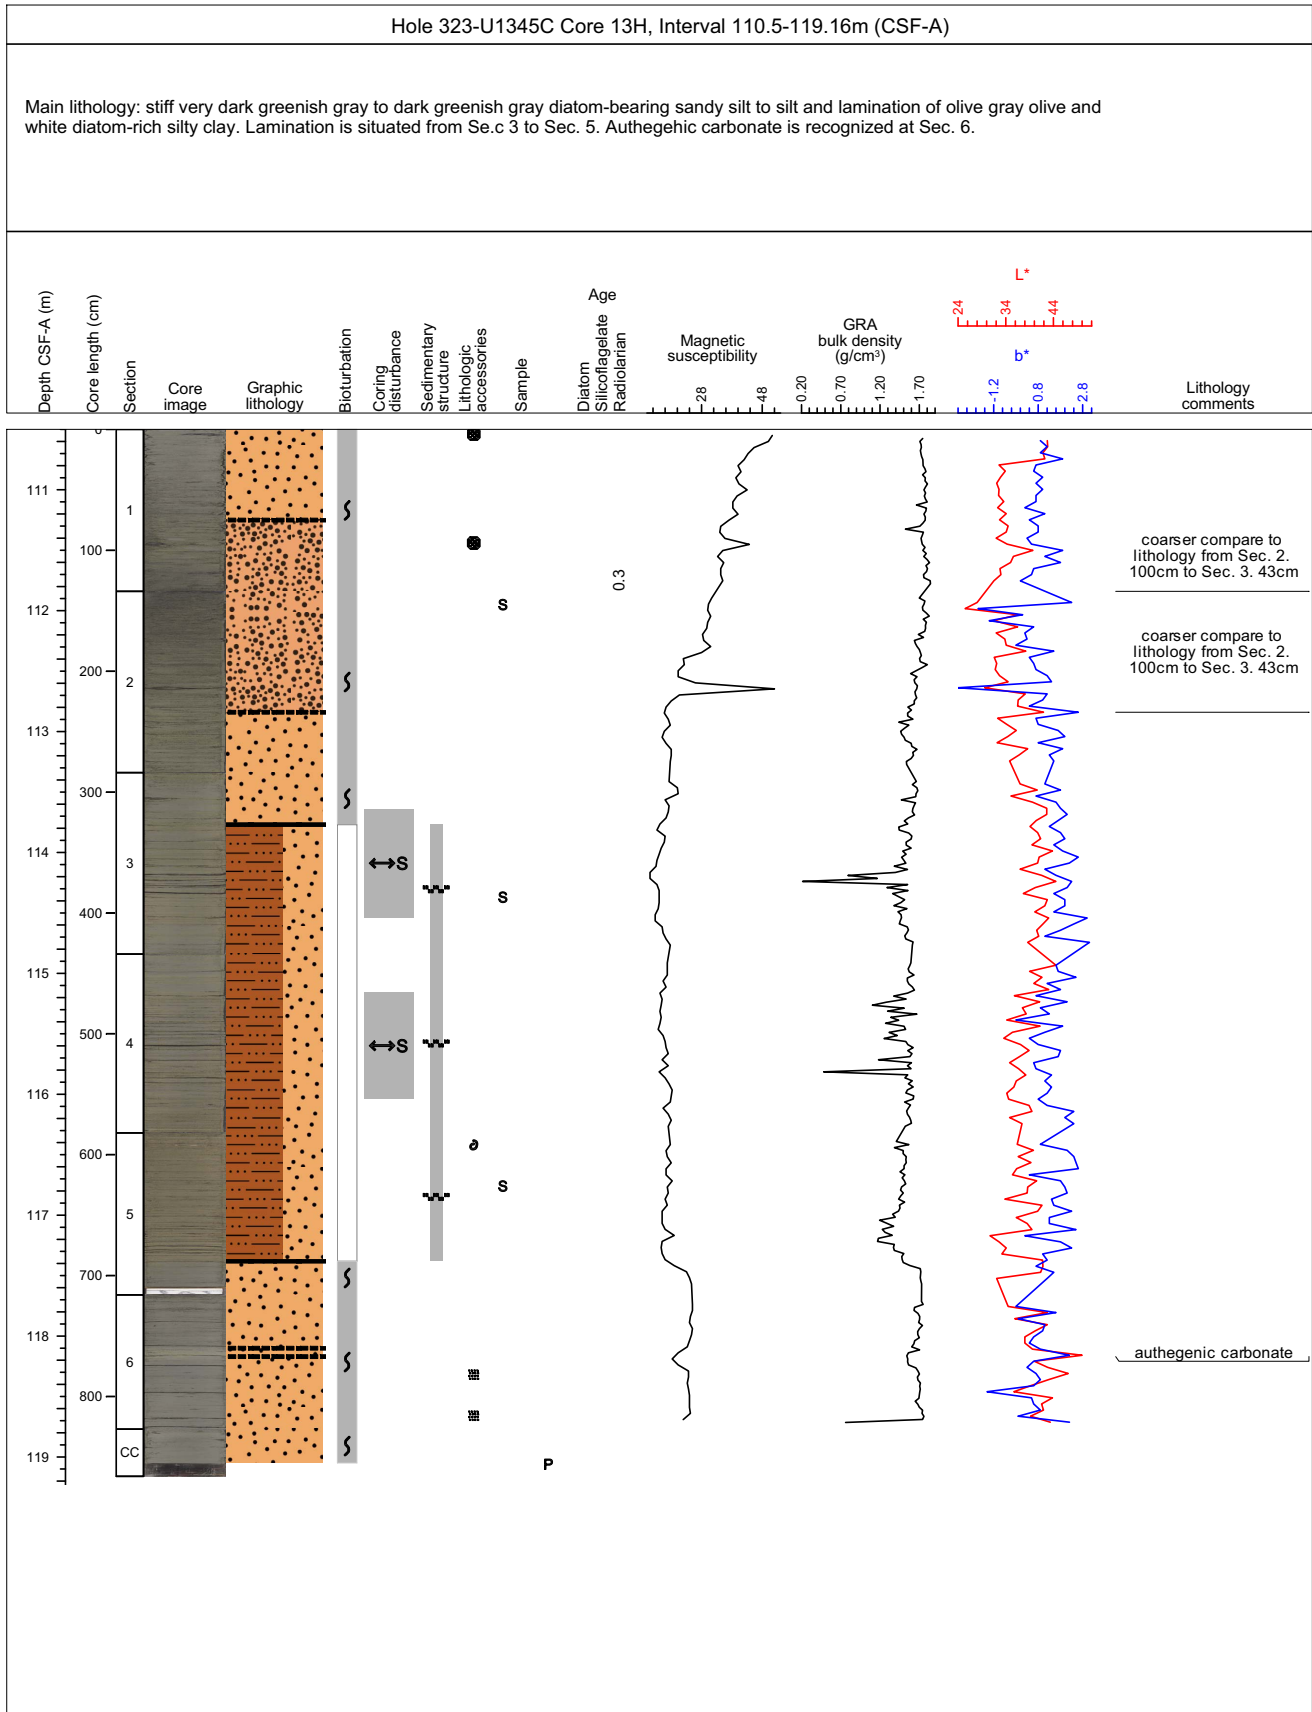 Hole 323-U1345C Core 13H, Interval 110.5-119.16m (CSF-A)
Main lithology: stiff very dark greenish gray to dark greenish gray diatom-bearing sandy silt to silt and lamination of olive gray olive and
white diatom-rich silty clay. Lamination is situated from Se.c 3 to Sec. 5. Authegehic carbonate is recognized at Sec. 6.
Depth CSF-A (m)
Core length (cm)
Section
Core
image
Graphic
lithology
Bioturbation
Coring
disturbance
Sedimentary
structure
Lithologic
accessories
Sample
Age
Diatom
Silicoflagelate
Radiolarian
Magnetic
susceptibility
28
48
GRA
bulk density
(g/cm³)
0.20
0.70
1.20
1.70
L*
24
34
44
b*
-1.2
0.8
2.8
Lithology
comments
0
111
1
100
coarser compare to
lithology from Sec. 2.
100cm to Sec. 3. 43cm
0.3
112
S
200
2
coarser compare to
lithology from Sec. 2.
100cm to Sec. 3. 43cm
113
300
114
3
S
400
S
115
500
4
S
116
600
S
117
5
700
118
6
authegenic carbonate
800
119
CC
P